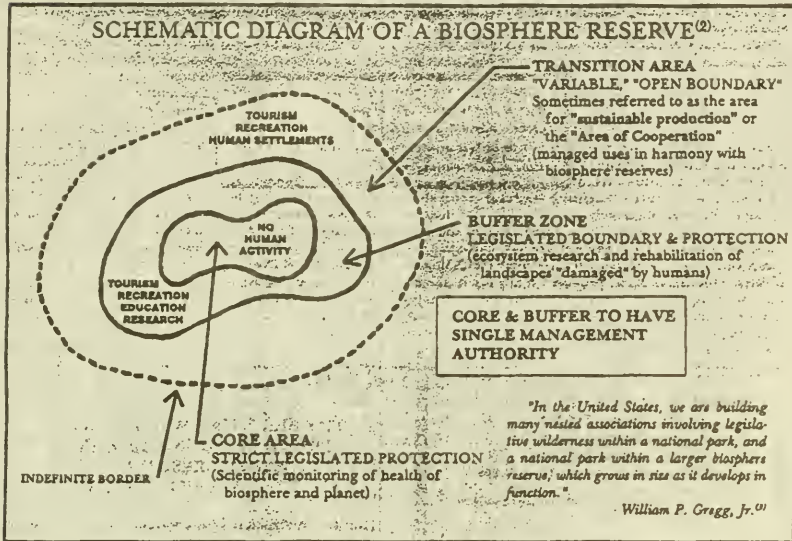 SCHEMATIC DIAGRAM OF A BIOSPHERE RESERVE(2)
TRANSITION AREA
"VARIABLE," "OPEN BOUNDARY"
Sometimes referred to as the area
for "sustainable production" or
the "Area of Cooperation"
(managed uses in harmony with
biosphere reserves)
TOURISM
RECREATION
HUMAN SETTLEMENTS
NO
HUMAN
ACTIVITY
BUFFER ZONE
LEGISLATED BOUNDARY & PROTECTION
(ecosystem research and rehabilitation of
landscapes "damaged" by humans)
TOURISM
RECREATION
EDUCATION
RESEARCH
CORE & BUFFER TO HAVE
SINGLE MANAGEMENT
AUTHORITY
CORE AREA
STRICT LEGISLATED PROTECTION
(Scientific monitoring of health of
biosphere and planet)
INDEFINITE BORDER
"In the United States, we are building
many nested associations involving legisla-
tive wilderness within a national park, and
a national park within a larger biosphere
reserve, which grows in size as it develops in
function."
William P. Gregg, Jr.(3)